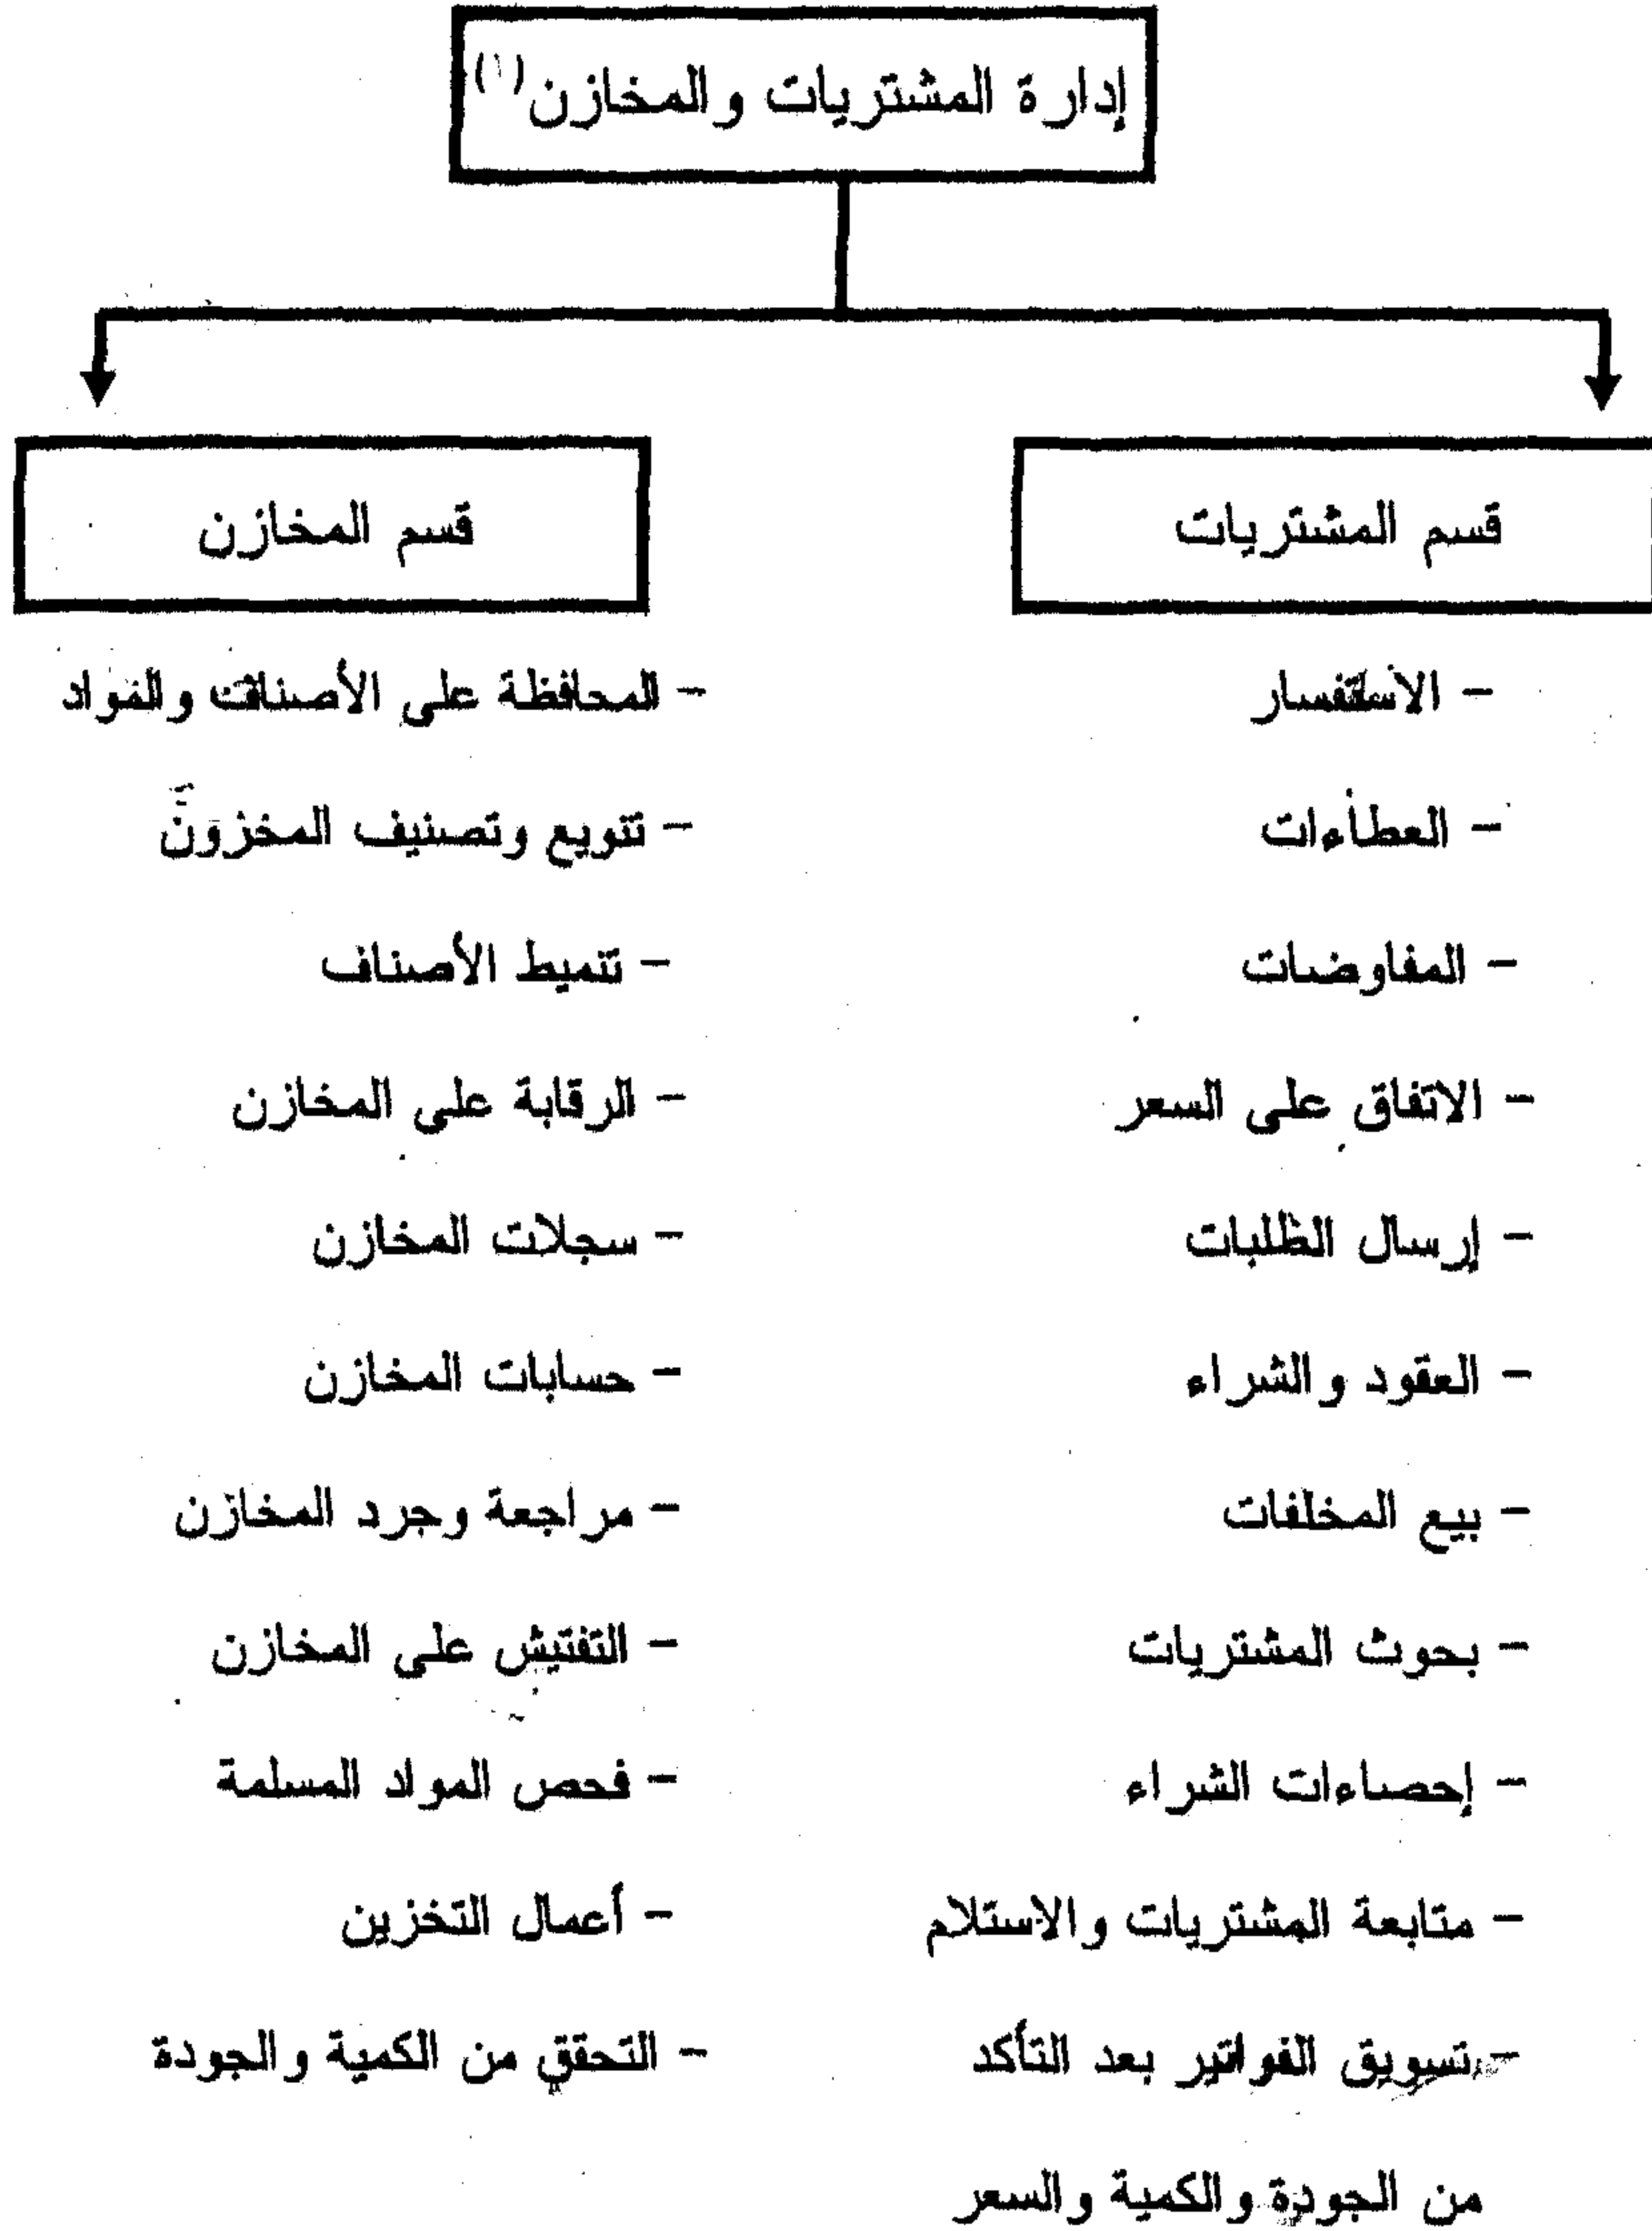 إدارة المشتريات والمخازن(١)
قسم المشتريات
- الاستفسار
- العطاءات
- المفاوضات
- الاتفاق على السعر
- إرسال الطلبات
- العقود والشراء
- بيع المخلفات
- بحوث المشتريات
- إحصاءات الشراء
- متابعة المشتريات والاستلام
- تسويق الفواتير بعد التأكد
من الجودة والكمية والسعر
قسم المخازن
- المحافظة على الأصناف والمواد
- تنويع وتصنيف المخزون
- تنميط الأصناف
- الرقابة على المخازن
- سجلات المخازن
- حسابات المخازن
- مراجعة وجرد المخازن
- التفتيش على المخازن
- فحص المواد المسلمة
- أعمال التخزين
- التحقق من الكمية والجودة